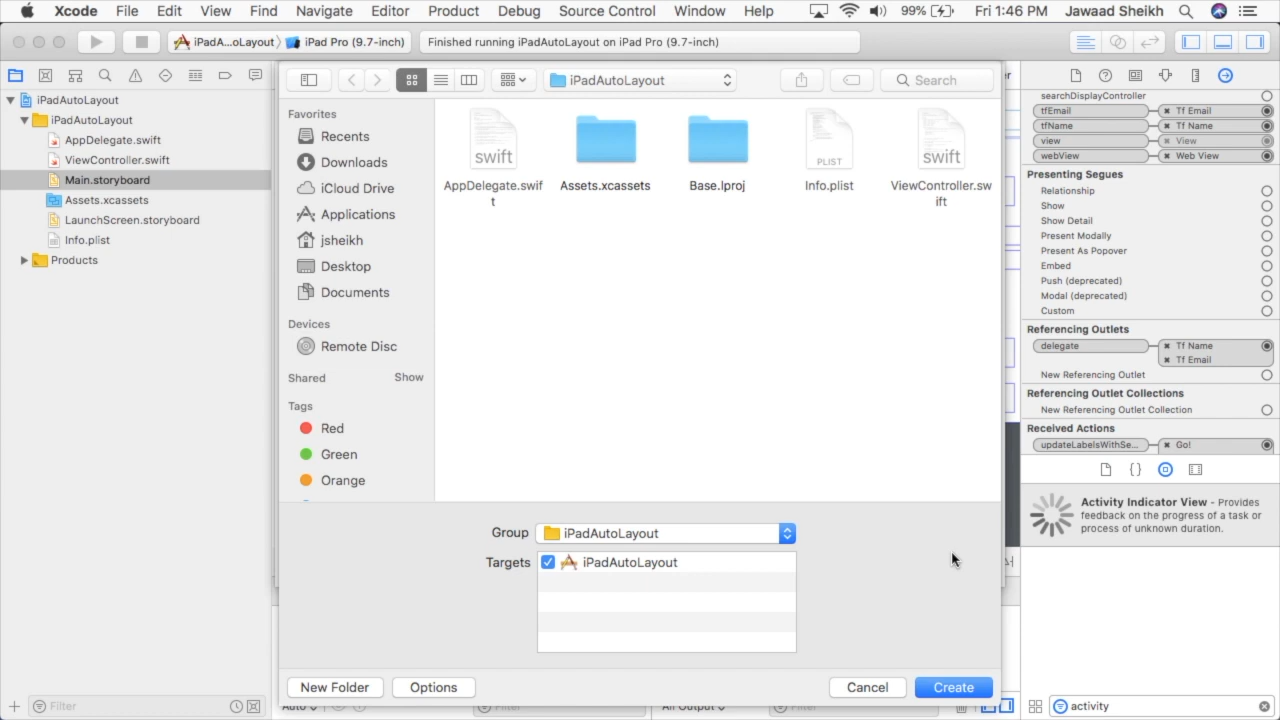 Xcode File Edit View Find Navigate Editor Product Debug Source Control Window Help 99% Fri 1:46 PM Jawaad Sheikh
iPadA...oLayout iPad Pro (9.7-inch) Finished running iPadAutoLayout on iPad Pro (9.7-inch)
iPadAutoLayout
iPadAutoLayout
AppDelegate.swift
ViewController.swift
Main.storyboard
Assets.xcassets
LaunchScreen.storyboard
Info.plist
Products
Filter
iPadAutoLayout
Search
Favorites
Recents
Downloads
iCloud Drive
Applications
jsheikh
Desktop
Documents
Devices
Remote Disc
Shared Show
Tags
Red
Green
Orange
swift PLIST swift
AppDelegate.swif Assets.xcassets Base.lproj Info.plist ViewController.sw
t ift
Group iPadAutoLayout
Targets iPadAutoLayout
New Folder Options Cancel Create
Auto Filter All Output Filter
searchDisplayController
tfEmail Tf Email
tfName Tf Name
view View
webView Web View
Presenting Segues
Relationship
Show
Show Detail
Present Modally
Present As Popover
Embed
Push (deprecated)
Modal (deprecated)
Custom
Referencing Outlets
delegate Tf Name
Tf Email
New Referencing Outlet
Referencing Outlet Collections
New Referencing Outlet Collection
Received Actions
updateLabelsWithSe... Go!
{}
Activity Indicator View - Provides
feedback on the progress of a task or
process of unknown duration.
activity